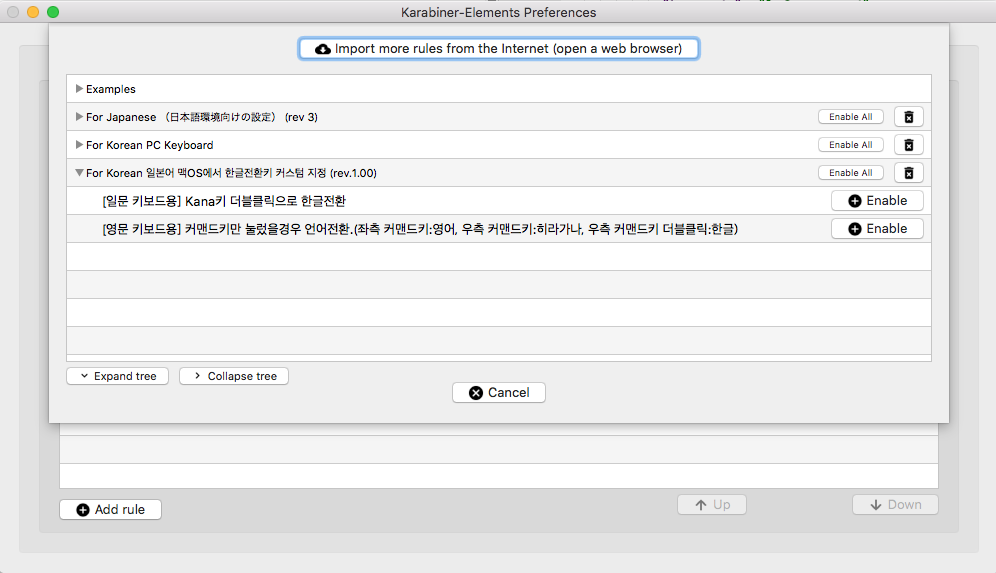 Karabiner-Elements Preferences
Import more rules from the Internet (open a web browser)
Examples
For Japanese （日本語環境向けの設定） (rev 3)
Enable All
For Korean PC Keyboard
Enable All
For Korean 일본어 맥OS에서 한글전환키 커스텀 지정 (rev.1.00)
Enable All
[일문 키보드용] Kana키 더블클릭으로 한글전환
Enable
[영문 키보드용] 커맨드키만 눌렀을경우 언어전환.(좌측 커맨드키:영어, 우측 커맨드키:히라가나, 우측 커맨드키 더블클릭:한글)
Enable
Expand tree
Collapse tree
Cancel
Add rule
Up
Down